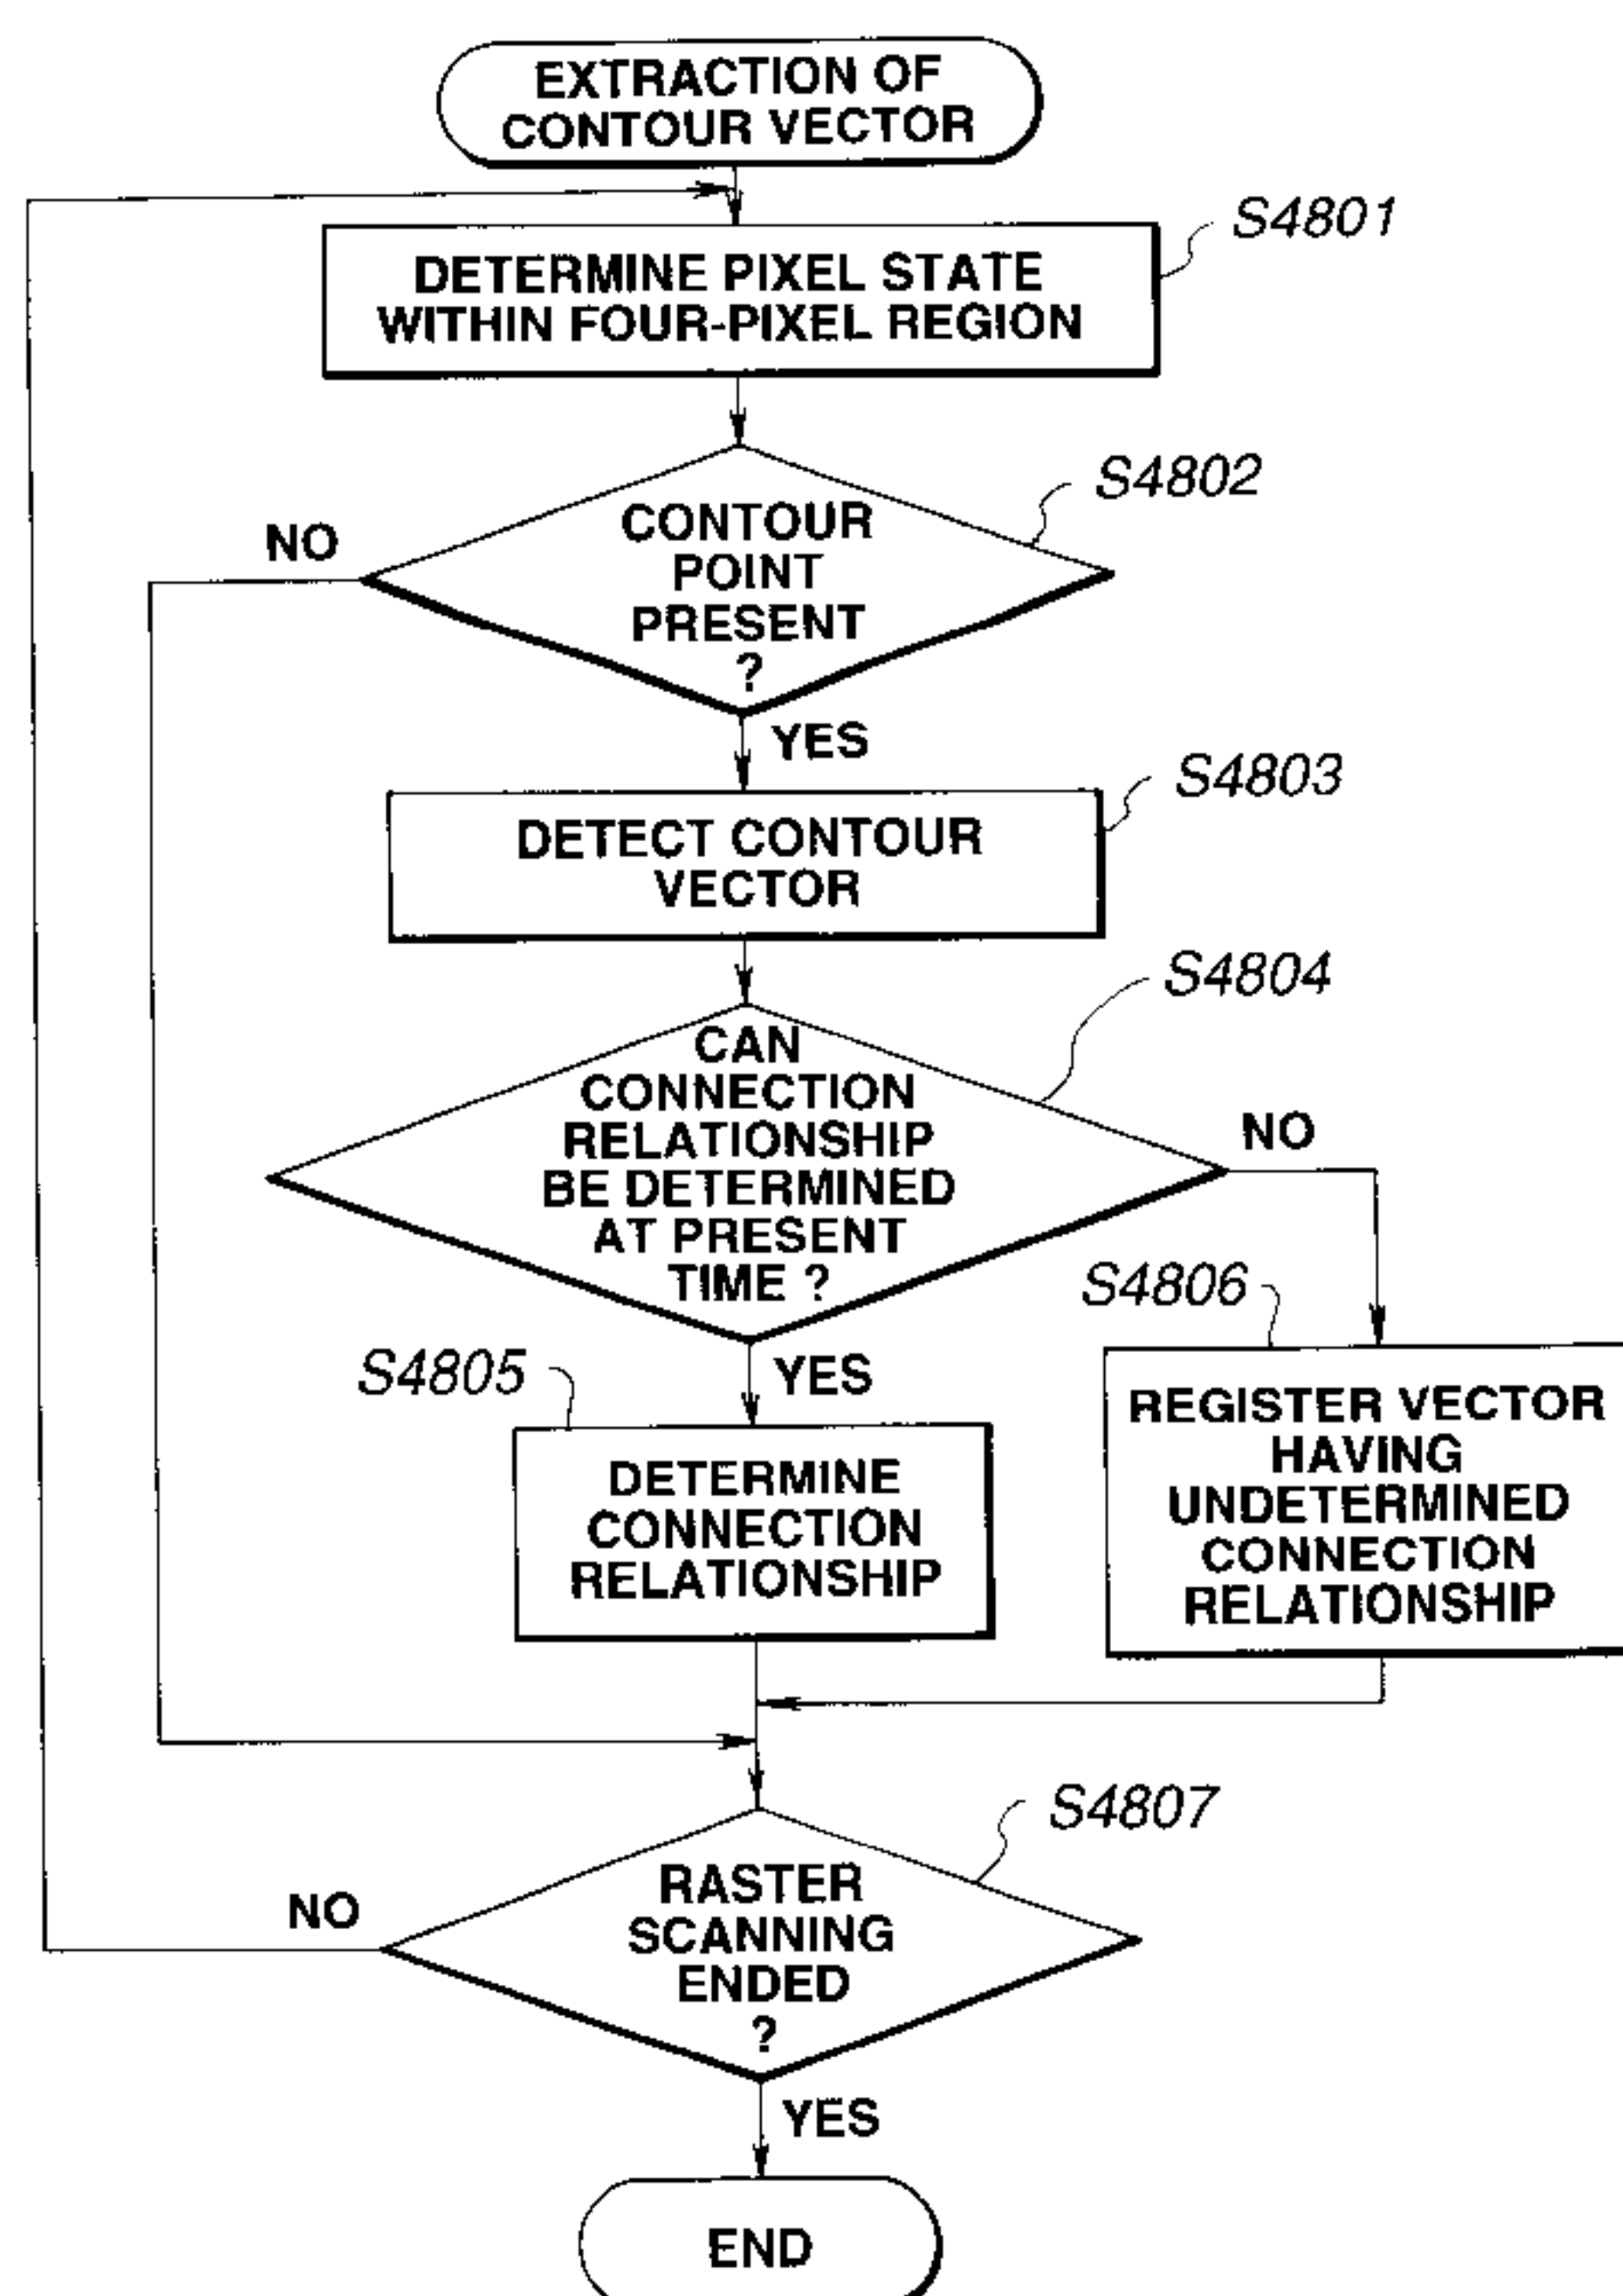 EXTRACTION OF
CONTOUR VECTOR
S4801
DETERMINE PIXEL STATE
WITHIN FOUR-PIXEL REGION
S4802
NO
CONTOUR
POINT
PRESENT
?
YES
S4803
DETECT CONTOUR
VECTOR
S4804
CAN
CONNECTION
RELATIONSHIP
BE DETERMINED
AT PRESENT
TIME ?
NO
S4806
YES
S4805
REGISTER VECTOR
HAVING
UNDETERMINED
CONNECTION
RELATIONSHIP
DETERMINE
CONNECTION
RELATIONSHIP
S4807
NO
RASTER
SCANNING
ENDED
?
YES
END